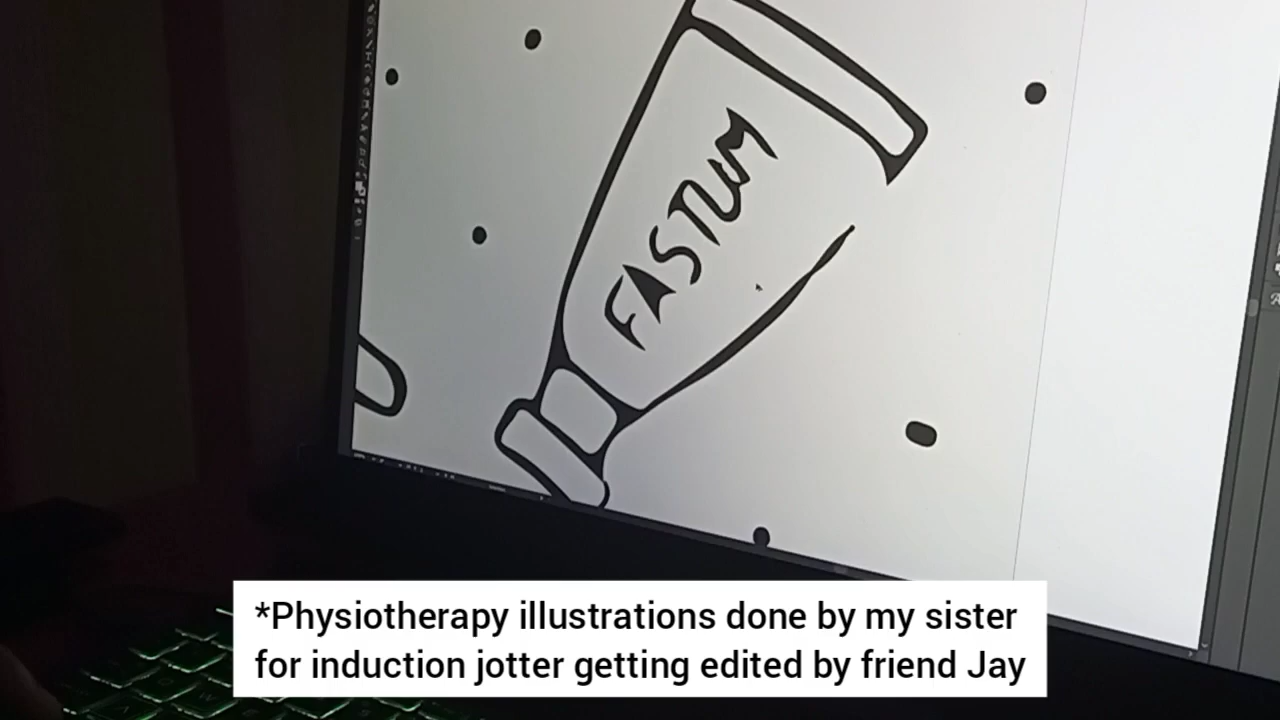 FASTUM
*Physiotherapy illustrations done by my sister
for induction jotter getting edited by friend Jay